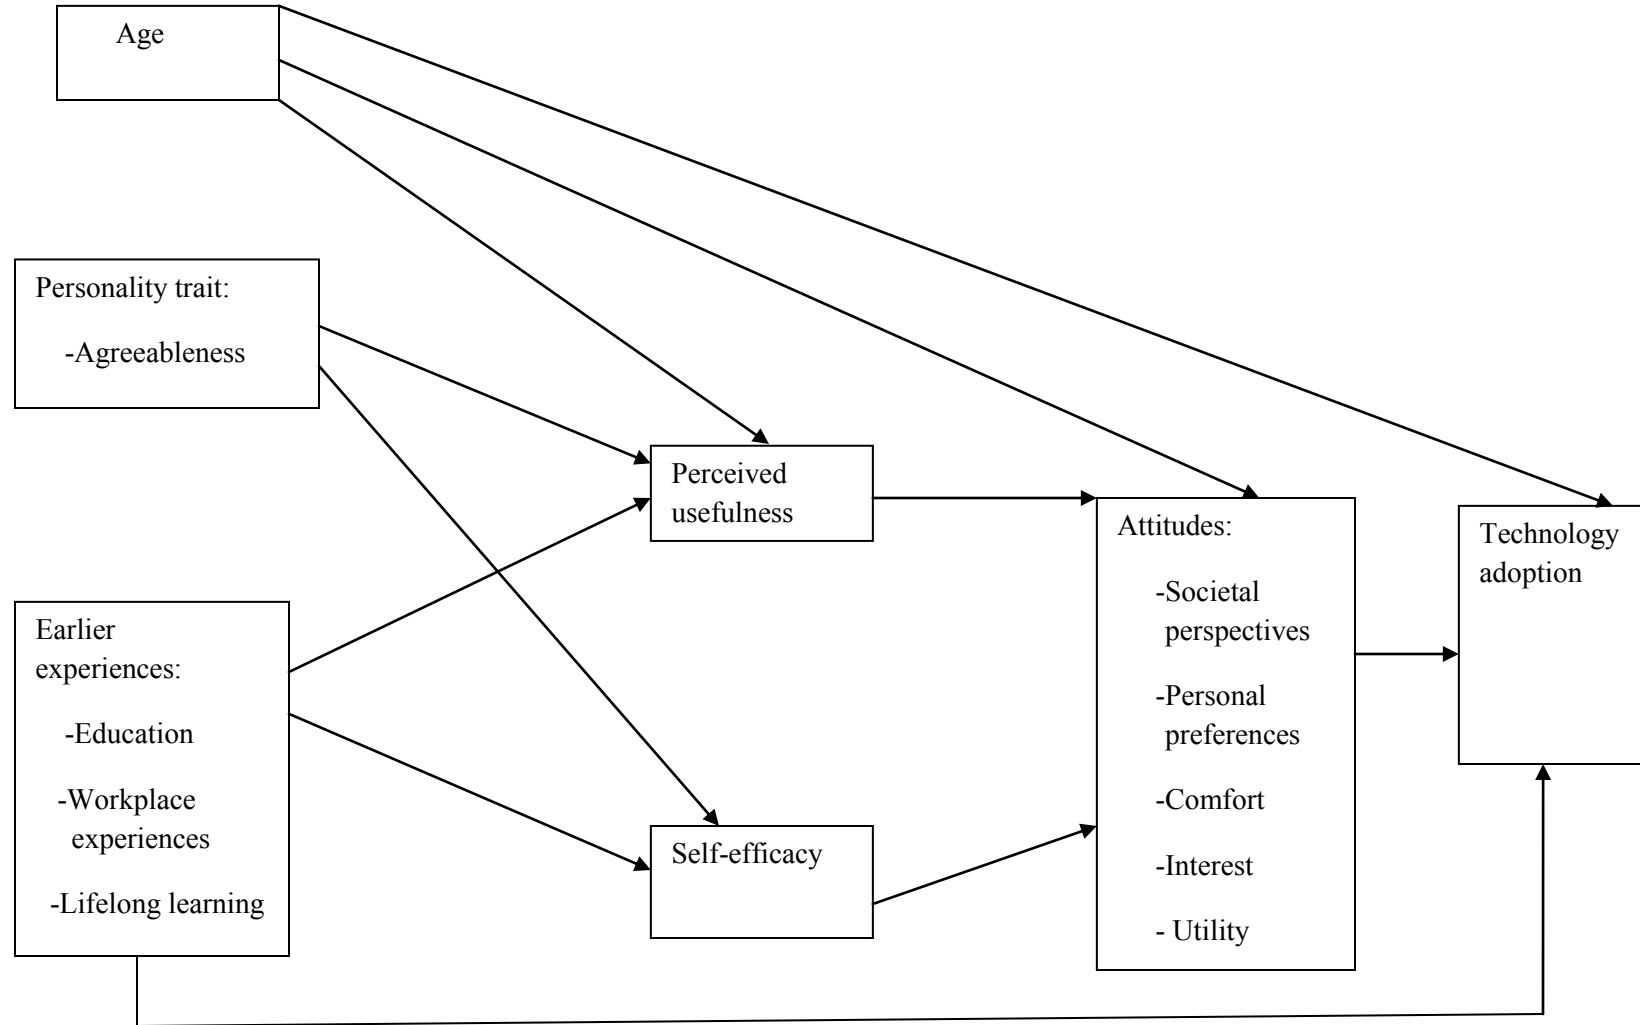 Age
Personality trait:
-Agreeableness
Perceived
usefulness
Earlier
experiences:
-Education
-Workplace
experiences
-Lifelong learning
Self-efficacy
Attitudes:
-Societal
perspectives
-Personal
preferences
-Comfort
-Interest
- Utility
Technology
adoption